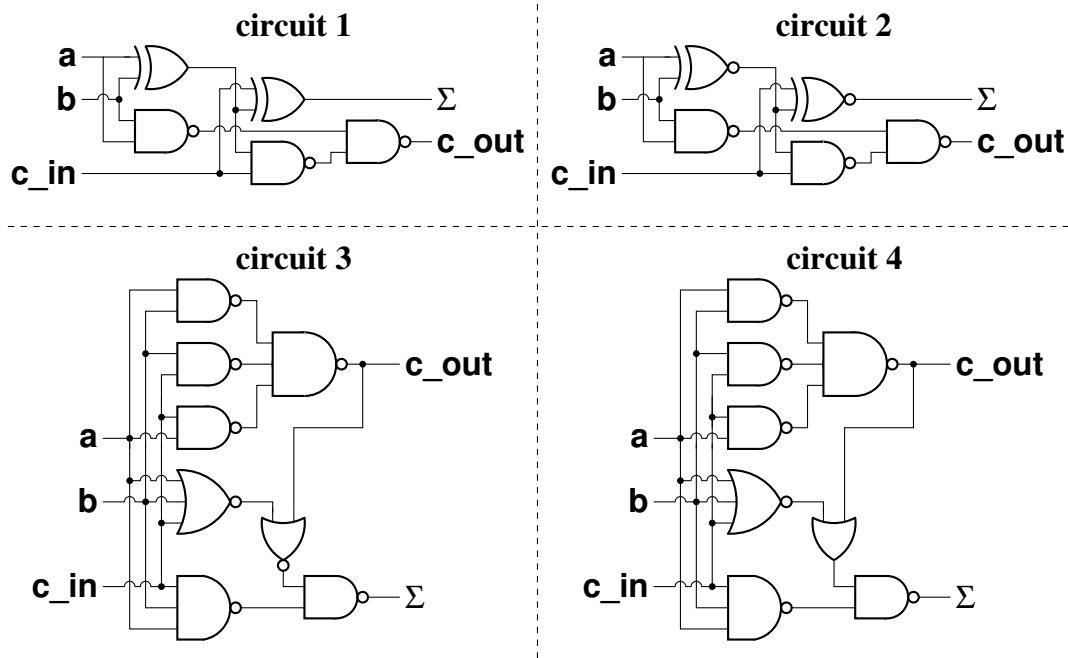 circuit 1
a
b
Σ
c_out
c_in
circuit 2
a
b
Σ
c_out
c_in
circuit 3
c_out
a
b
c_in
Σ
circuit 4
c_out
a
b
c_in
Σ